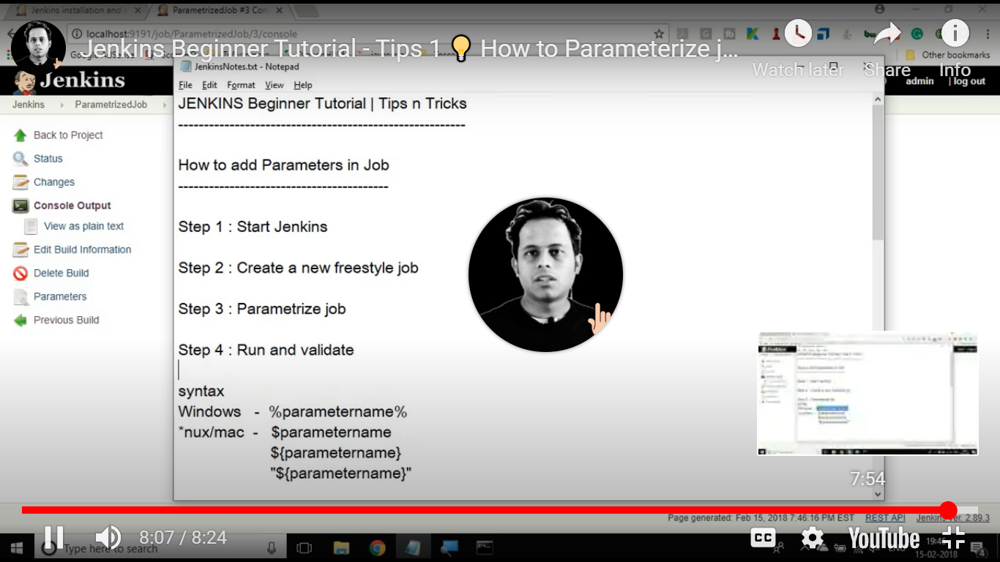 Jenkins installation and
ParametrizedJob #3 Con
localhost:9191/job/ParametrizedJob/3/console
Jenkins Beginner Tutorial - Tips 1 💡 How to Parameterize j...
Other bookmarks
Watch later
Share
Info
JenkinsNotes.txt - Notepad
Jenkins
admin
| log out
File Edit Format View Help
Jenkins
ParametrizedJob
JENKINS Beginner Tutorial | Tips n Tricks
--------------------------------------------------------
How to add Parameters in Job
-----------------------------------------
Back to Project
Status
Changes
Console Output
View as plain text
Edit Build Information
Delete Build
Parameters
Previous Build
Step 1 : Start Jenkins
Step 2 : Create a new freestyle job
Step 3 : Parametrize job
Step 4 : Run and validate
syntax
Windows - %parametername%
*nux/mac - $parametername
${parametername}
"${parametername}"
7:54
Page generated: Feb 15, 2018 7:46:16 PM EST
REST API
Jenkins ver. 2.89.3
8:07 / 8:24
Type here to search
CC
YouTube
15-02-2018